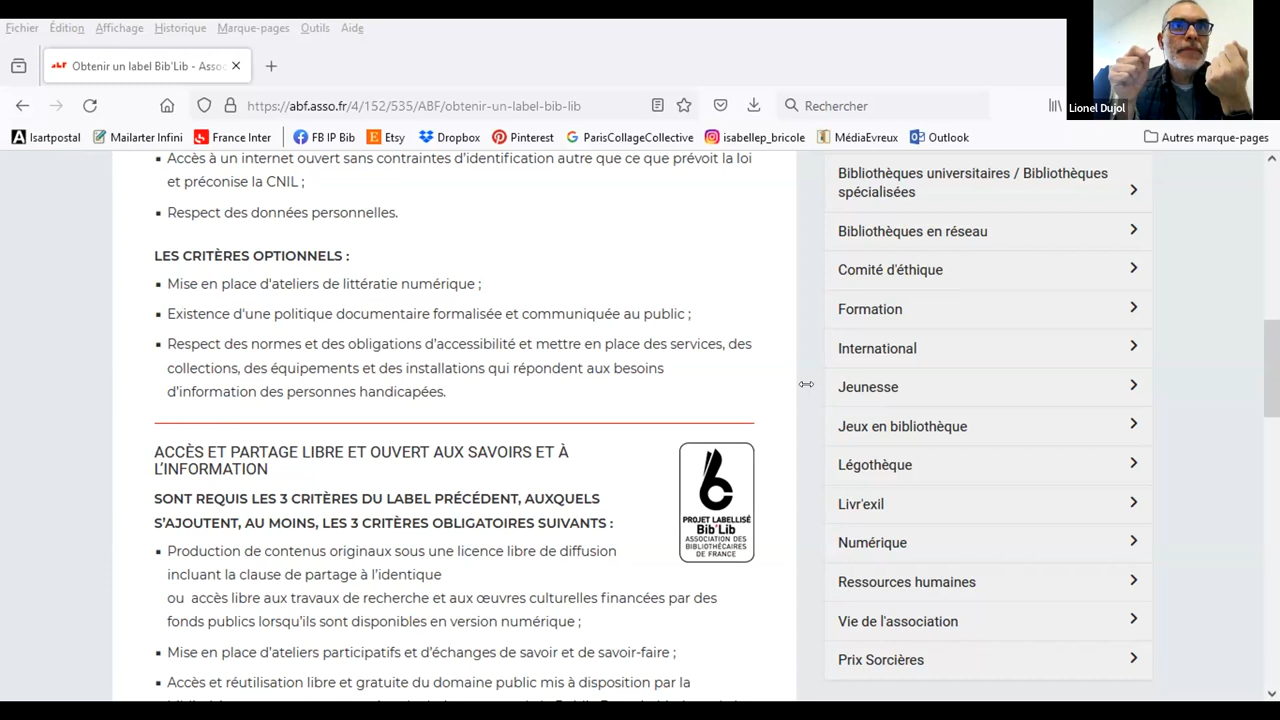 Fichier Édition Affichage Historique Marque-pages Outils Aide
Obtenir un label Bib'Lib - Assoc
Lionel Dujol
https://abf.asso.fr/4/152/535/ABF/obtenir-un-label-bib-lib
Rechercher
Isartpostal Mailarter Infini France Inter FB IP Bib Etsy Dropbox Pinterest ParisCollageCollective isabellep_bricole MédiaEvreux Outlook Autres marque-pages
▪ Accès à un internet ouvert sans contraintes d'identification autre que ce que prévoit la loi
et préconise la CNIL ;
▪ Respect des données personnelles.
LES CRITÈRES OPTIONNELS :
▪ Mise en place d'ateliers de littératie numérique ;
▪ Existence d'une politique documentaire formalisée et communiquée au public ;
▪ Respect des normes et des obligations d'accessibilité et mettre en place des services, des
collections, des équipements et des installations qui répondent aux besoins
d'information des personnes handicapées.
ACCÈS ET PARTAGE LIBRE ET OUVERT AUX SAVOIRS ET À
L'INFORMATION
SONT REQUIS LES 3 CRITÈRES DU LABEL PRÉCÉDENT, AUXQUELS
S'AJOUTENT, AU MOINS, LES 3 CRITÈRES OBLIGATOIRES SUIVANTS :
▪ Production de contenus originaux sous une licence libre de diffusion
incluant la clause de partage à l'identique
ou accès libre aux travaux de recherche et aux œuvres culturelles financées par des
fonds publics lorsqu'ils sont disponibles en version numérique ;
▪ Mise en place d'ateliers participatifs et d'échanges de savoir et de savoir-faire ;
▪ Accès et réutilisation libre et gratuite du domaine public mis à disposition par la
PROJET LABELLISÉ
Bib'Lib
ASSOCIATION DES
BIBLIOTHÉCAIRES
DE FRANCE
Bibliothèques universitaires / Bibliothèques
spécialisées
Bibliothèques en réseau
Comité d'éthique
Formation
International
Jeunesse
Jeux en bibliothèque
Légothèque
Livr'exil
Numérique
Ressources humaines
Vie de l'association
Prix Sorcières